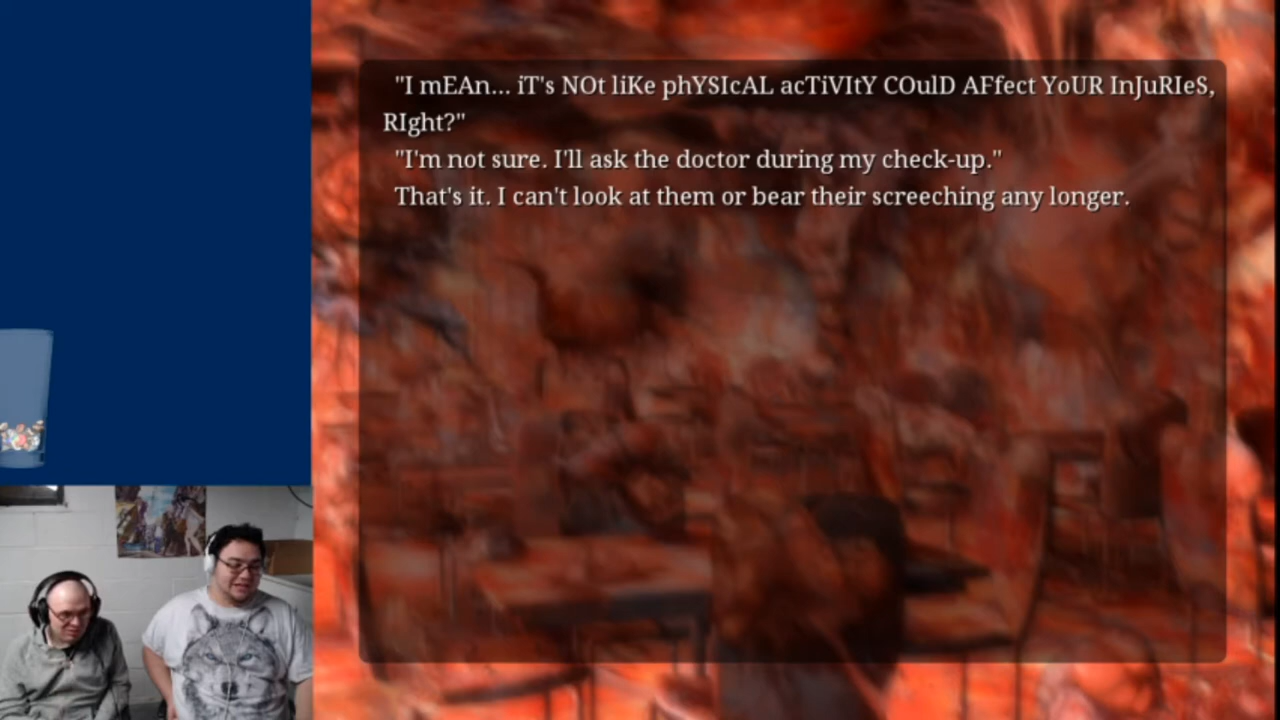 "I mEAn... iT's NOt liKe phYSIcAL acTiVItY COulD AFfect YoUR InJuRIeS,
RIght?"
"I'm not sure. I'll ask the doctor during my check-up."
That's it. I can't look at them or bear their screeching any longer.